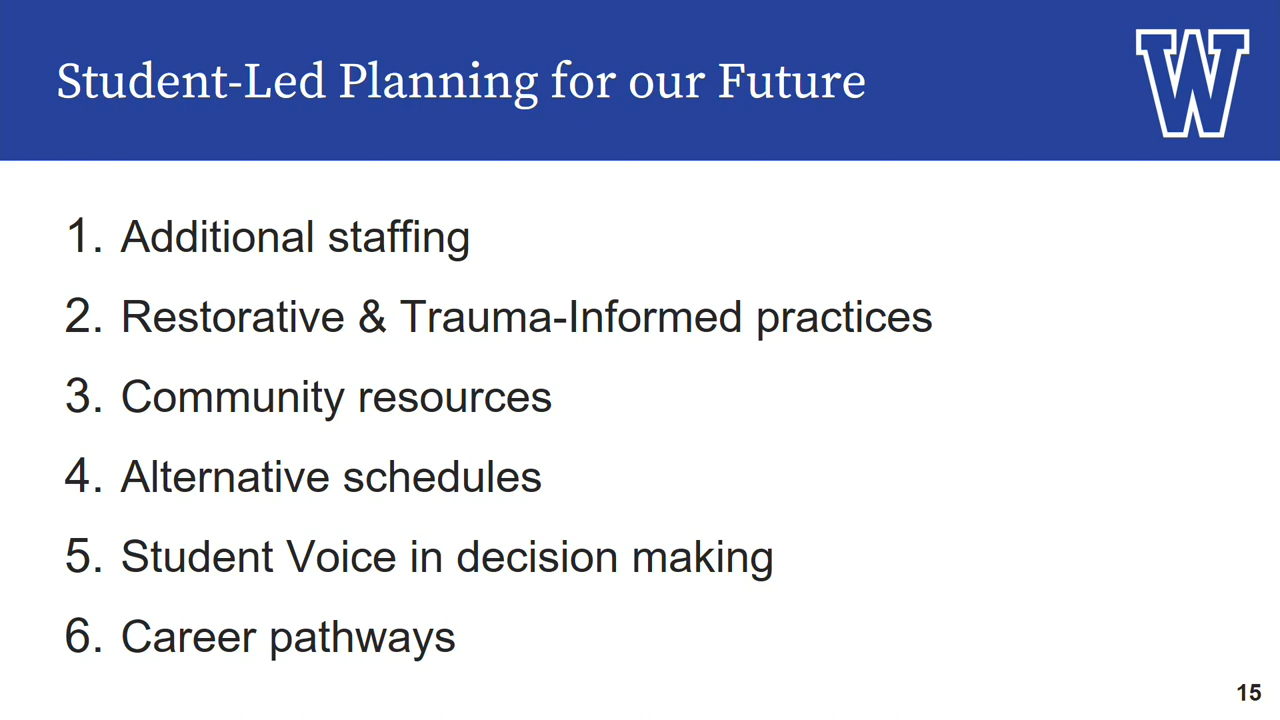 Student-Led Planning for our Future
W
1. Additional staffing
2. Restorative & Trauma-Informed practices
3. Community resources
4. Alternative schedules
5. Student Voice in decision making
6. Career pathways
15